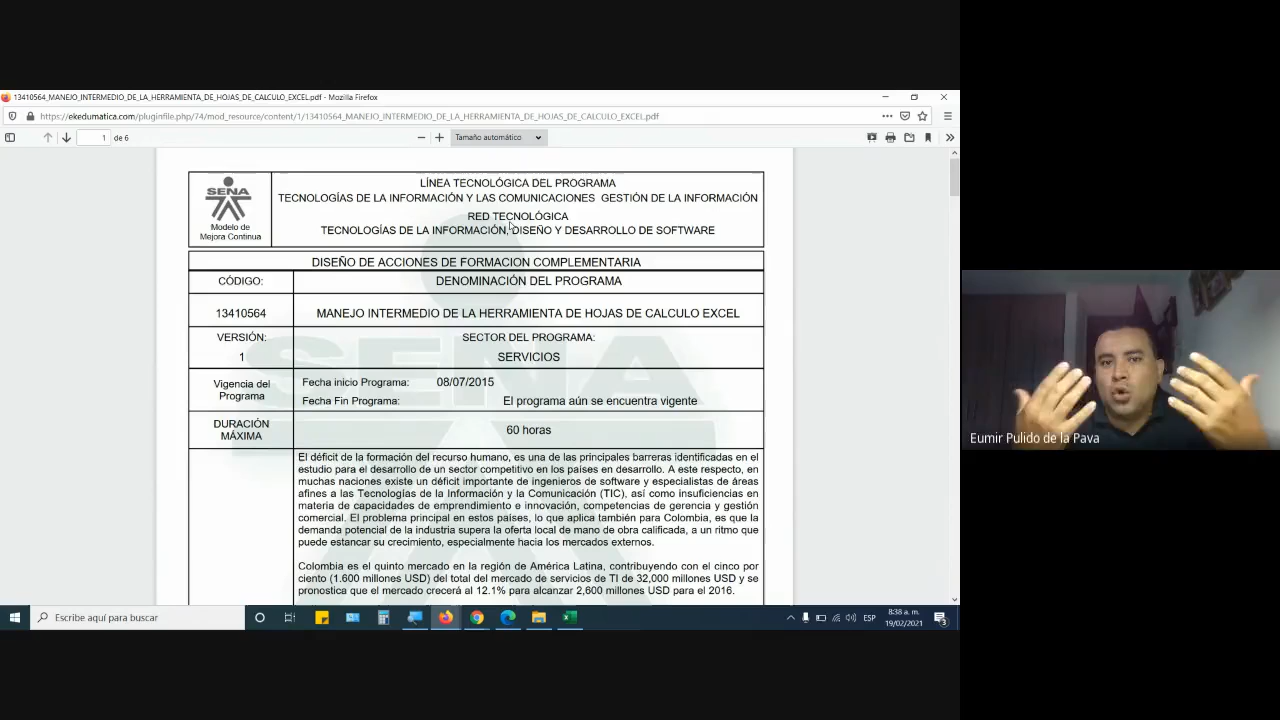 13410564_MANEJO_INTERMEDIO_DE_LA_HERRAMIENTA_DE_HOJAS_DE_CALCULO_EXCEL.pdf - Mozilla Firefox
https://ekedumatica.com/pluginfile.php/74/mod_resource/content/1/13410564_MANEJO_INTERMEDIO_DE_LA_HERRAMIENTA_DE_HOJAS_DE_CALCULO_EXCEL.pdf
1 de 6
Tamaño automático
SENA
Modelo de
Mejora Continua
LÍNEA TECNOLÓGICA DEL PROGRAMA
TECNOLOGÍAS DE LA INFORMACIÓN Y LAS COMUNICACIONES GESTIÓN DE LA INFORMACIÓN
RED TECNOLÓGICA
TECNOLOGÍAS DE LA INFORMACIÓN, DISEÑO Y DESARROLLO DE SOFTWARE
DISEÑO DE ACCIONES DE FORMACION COMPLEMENTARIA
CÓDIGO: DENOMINACIÓN DEL PROGRAMA
13410564 MANEJO INTERMEDIO DE LA HERRAMIENTA DE HOJAS DE CALCULO EXCEL
VERSIÓN: SECTOR DEL PROGRAMA:
1 SERVICIOS
Vigencia del
Programa
Fecha inicio Programa: 08/07/2015
Fecha Fin Programa: El programa aún se encuentra vigente
DURACIÓN
MÁXIMA
60 horas
El déficit de la formación del recurso humano, es una de las principales barreras identificadas en el
estudio para el desarrollo de un sector competitivo en los países en desarrollo. A este respecto, en
muchas naciones existe un déficit importante de ingenieros de software y especialistas de áreas
afines a las Tecnologías de la Información y la Comunicación (TIC), así como insuficiencias en
materia de capacidades de emprendimiento e innovación, competencias de gerencia y gestión
comercial. El problema principal en estos países, lo que aplica también para Colombia, es que la
demanda potencial de la industria supera la oferta local de mano de obra calificada, a un ritmo que
puede estancar su crecimiento, especialmente hacia los mercados externos.
Colombia es el quinto mercado en la región de América Latina, contribuyendo con el cinco por
ciento (1.600 millones USD) del total del mercado de servicios de TI de 32,000 millones USD y se
pronostica que el mercado crecerá al 12.1% para alcanzar 2,600 millones USD para el 2016.
SENA
Eumir Pulido de la Pava
Escribe aquí para buscar
ESP
8:38 a. m.
19/02/2021
3